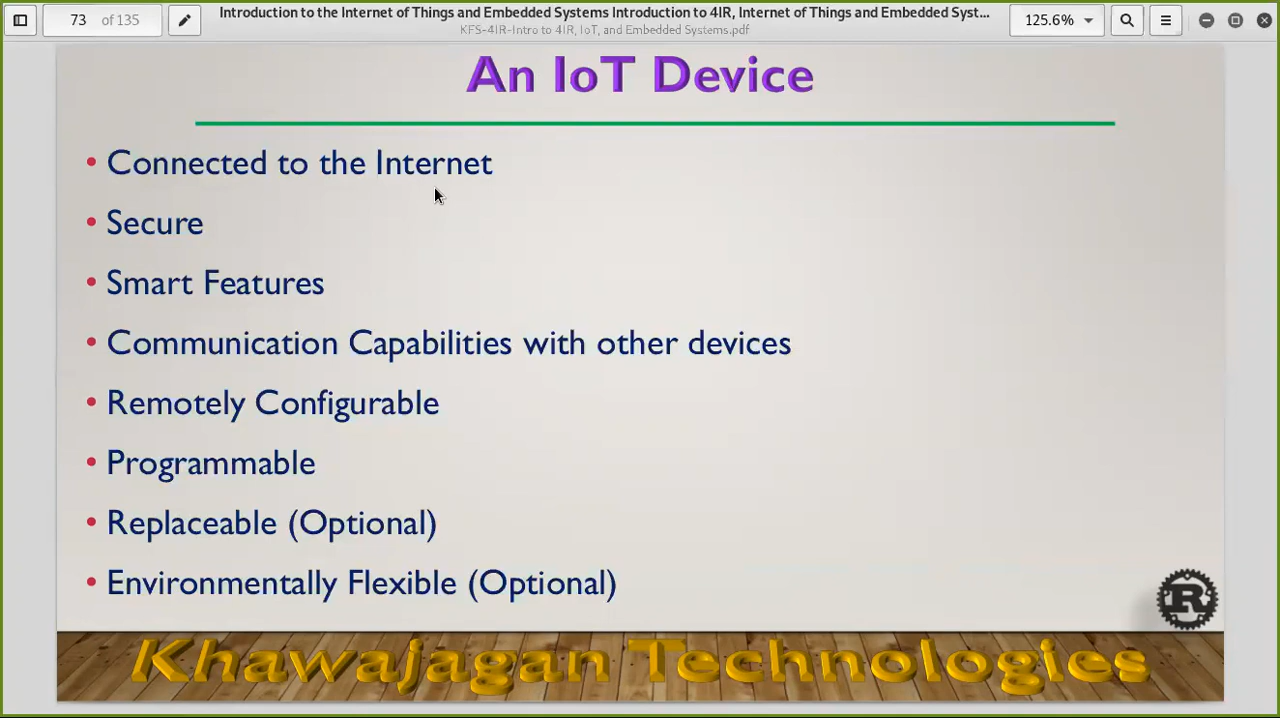 73 of 135
Introduction to the Internet of Things and Embedded Systems Introduction to 4IR, Internet of Things and Embedded Syst...
KFS-4IR-Intro to 4IR, IoT, and Embedded Systems.pdf
125.6%
An IoT Device
• Connected to the Internet
• Secure
• Smart Features
• Communication Capabilities with other devices
• Remotely Configurable
• Programmable
• Replaceable (Optional)
• Environmentally Flexible (Optional)
R
Khawajagan Technologies